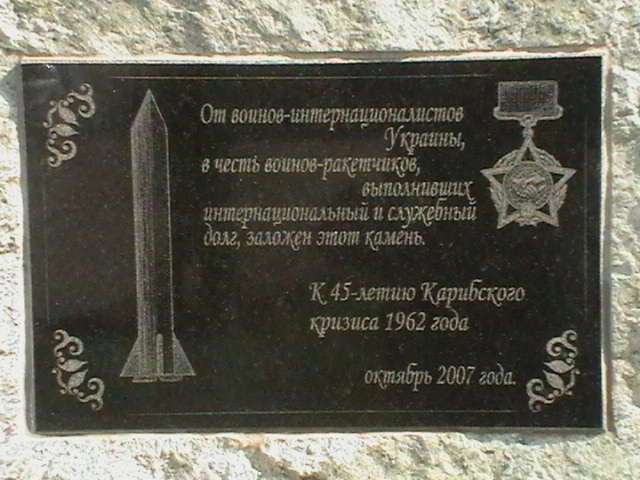 От воинов-интернационалистов
Украины,
в честь воинов-ракетчиков,
выполнивших
интернациональный и служебный
долг, заложен этот камень.
К 45-летию Карибского
кризиса 1962 года
октябрь 2007 года.